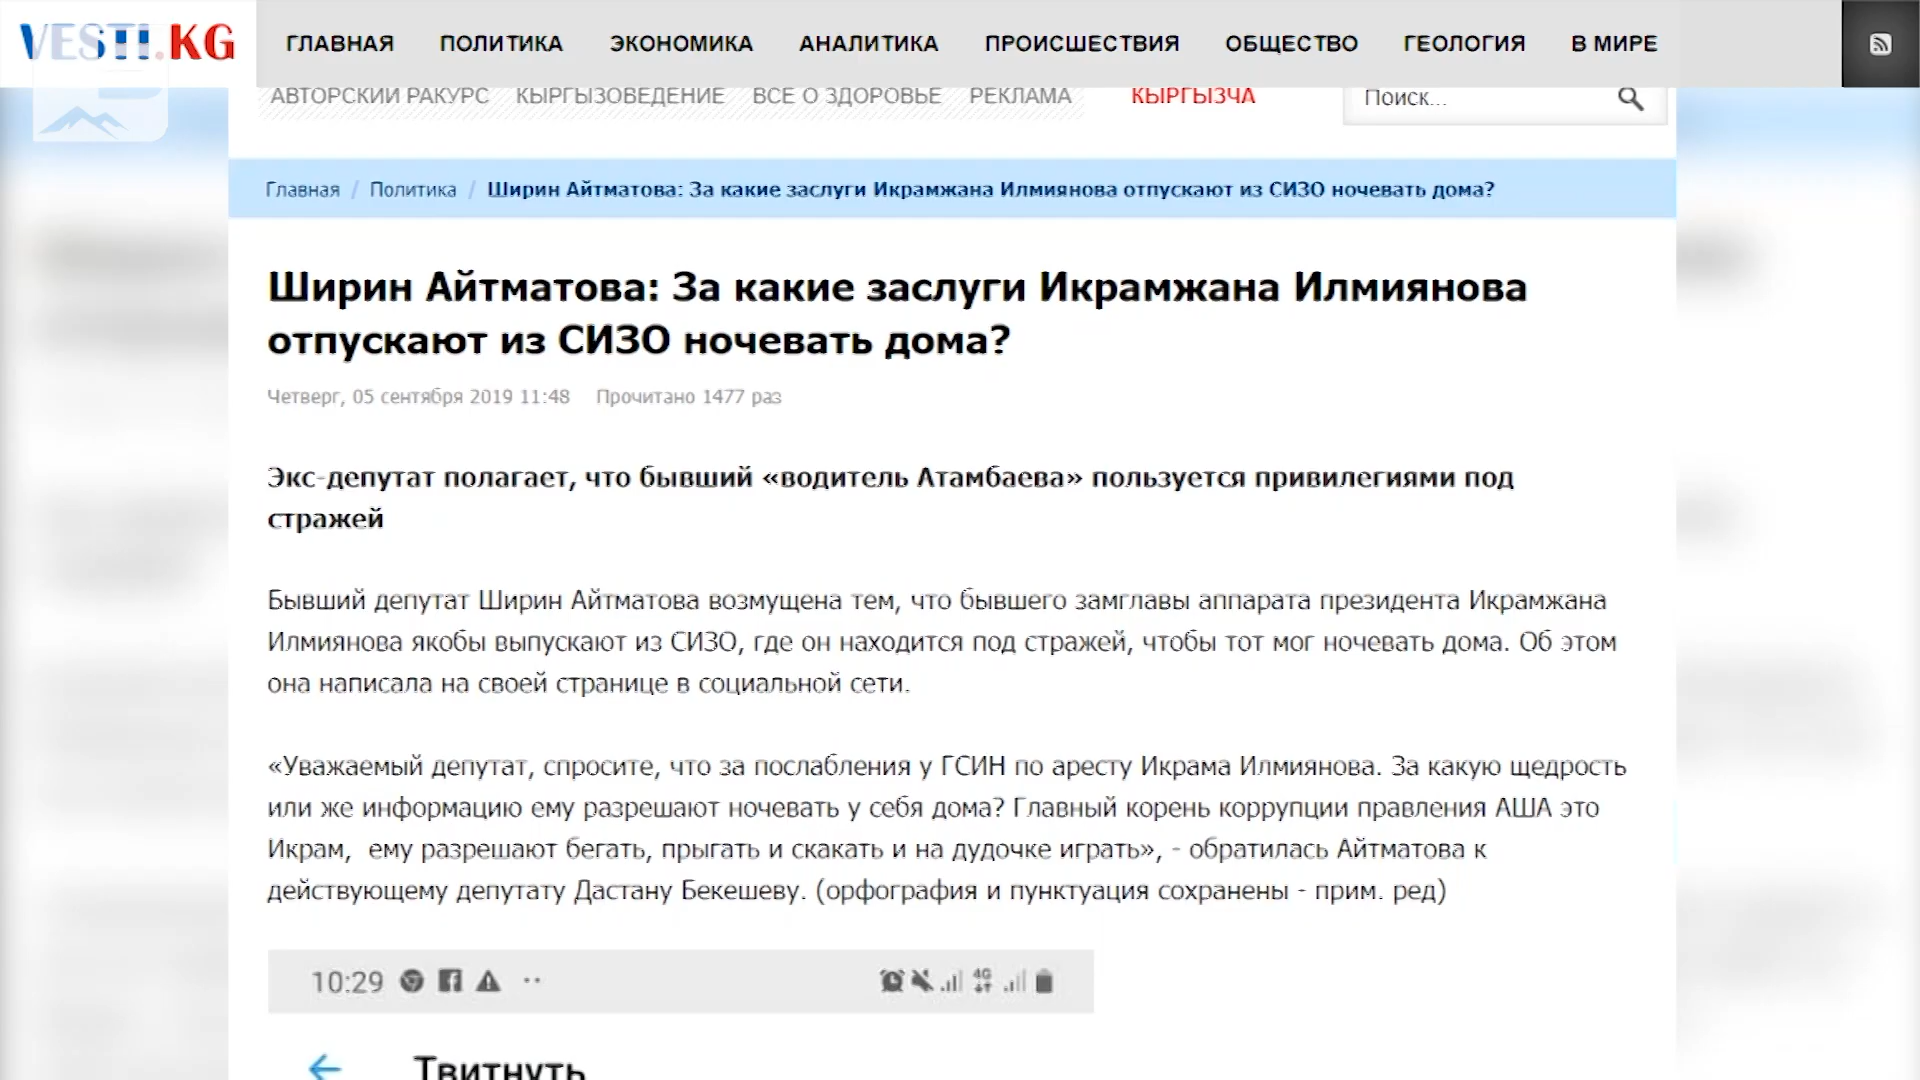 VESTI.KG
ГЛАВНАЯ ПОЛИТИКА ЭКОНОМИКА АНАЛИТИКА ПРОИСШЕСТВИЯ ОБЩЕСТВО ГЕОЛОГИЯ В МИРЕ
АВТОРСКИЙ РАКУРС КЫРГЫЗОВЕДЕНИЕ ВСЕ О ЗДОРОВЬЕ РЕКЛАМА КЫРГЫЗЧА Поиск...
Главная / Политика / Ширин Айтматова: За какие заслуги Икрамжана Илмиянова отпускают из СИЗО ночевать дома?
Ширин Айтматова: За какие заслуги Икрамжана Илмиянова
отпускают из СИЗО ночевать дома?
Четверг, 05 сентября 2019 11:48 Прочитано 1477 раз
Экс-депутат полагает, что бывший «водитель Атамбаева» пользуется привилегиями под
стражей
Бывший депутат Ширин Айтматова возмущена тем, что бывшего замглавы аппарата президента Икрамжана
Илмиянова якобы выпускают из СИЗО, где он находится под стражей, чтобы тот мог ночевать дома. Об этом
она написала на своей странице в социальной сети.
«Уважаемый депутат, спросите, что за послабления у ГСИН по аресту Икрама Илмиянова. За какую щедрость
или же информацию ему разрешают ночевать у себя дома? Главный корень коррупции правления АША это
Икрам,  ему разрешают бегать, прыгать и скакать и на дудочке играть», - обратилась Айтматова к
действующему депутату Дастану Бекешеву. (орфография и пунктуация сохранены - прим. ред)
10:29 4G
Твитнуть